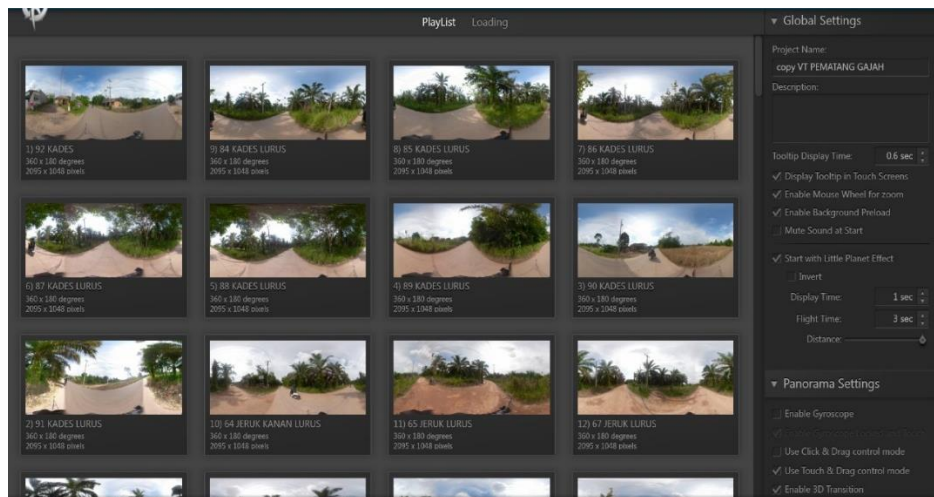 PlayList Loading
1) 92 KADES
360 x 180 degrees
2095 x 1048 pixels
9) 84 KADES LURUS
360 x 180 degrees
2095 x 1048 pixels
8) 85 KADES LURUS
360 x 180 degrees
2095 x 1048 pixels
7) 86 KADES LURUS
360 x 180 degrees
2095 x 1048 pixels
6) 87 KADES LURUS
360 x 180 degrees
2095 x 1048 pixels
5) 88 KADES LURUS
360 x 180 degrees
2095 x 1048 pixels
4) 89 KADES LURUS
360 x 180 degrees
2095 x 1048 pixels
3) 90 KADES LURUS
360 x 180 degrees
2095 x 1048 pixels
2) 91 KADES LURUS
360 x 180 degrees
2095 x 1048 pixels
10) 64 JERUK KANAN LURUS
360 x 180 degrees
2095 x 1048 pixels
11) 65 JERUK LURUS
360 x 180 degrees
2095 x 1048 pixels
12) 67 JERUK LURUS
360 x 180 degrees
2095 x 1048 pixels
Global Settings
Project Name:
copy VT PEMATANG GAJAH
Description:
Tooltip Display Time: 0.6 sec
Display Tooltip in Touch Screens
Enable Mouse Wheel for zoom
Enable Background Preload
Mute Sound at Start
Start with Little Planet Effect
Invert
Display Time: 1 sec
Flight Time: 3 sec
Distance:
Panorama Settings
Enable Gyroscope
Use Click & Drag control mode
Use Touch & Drag control mode
Enable 3D Transition